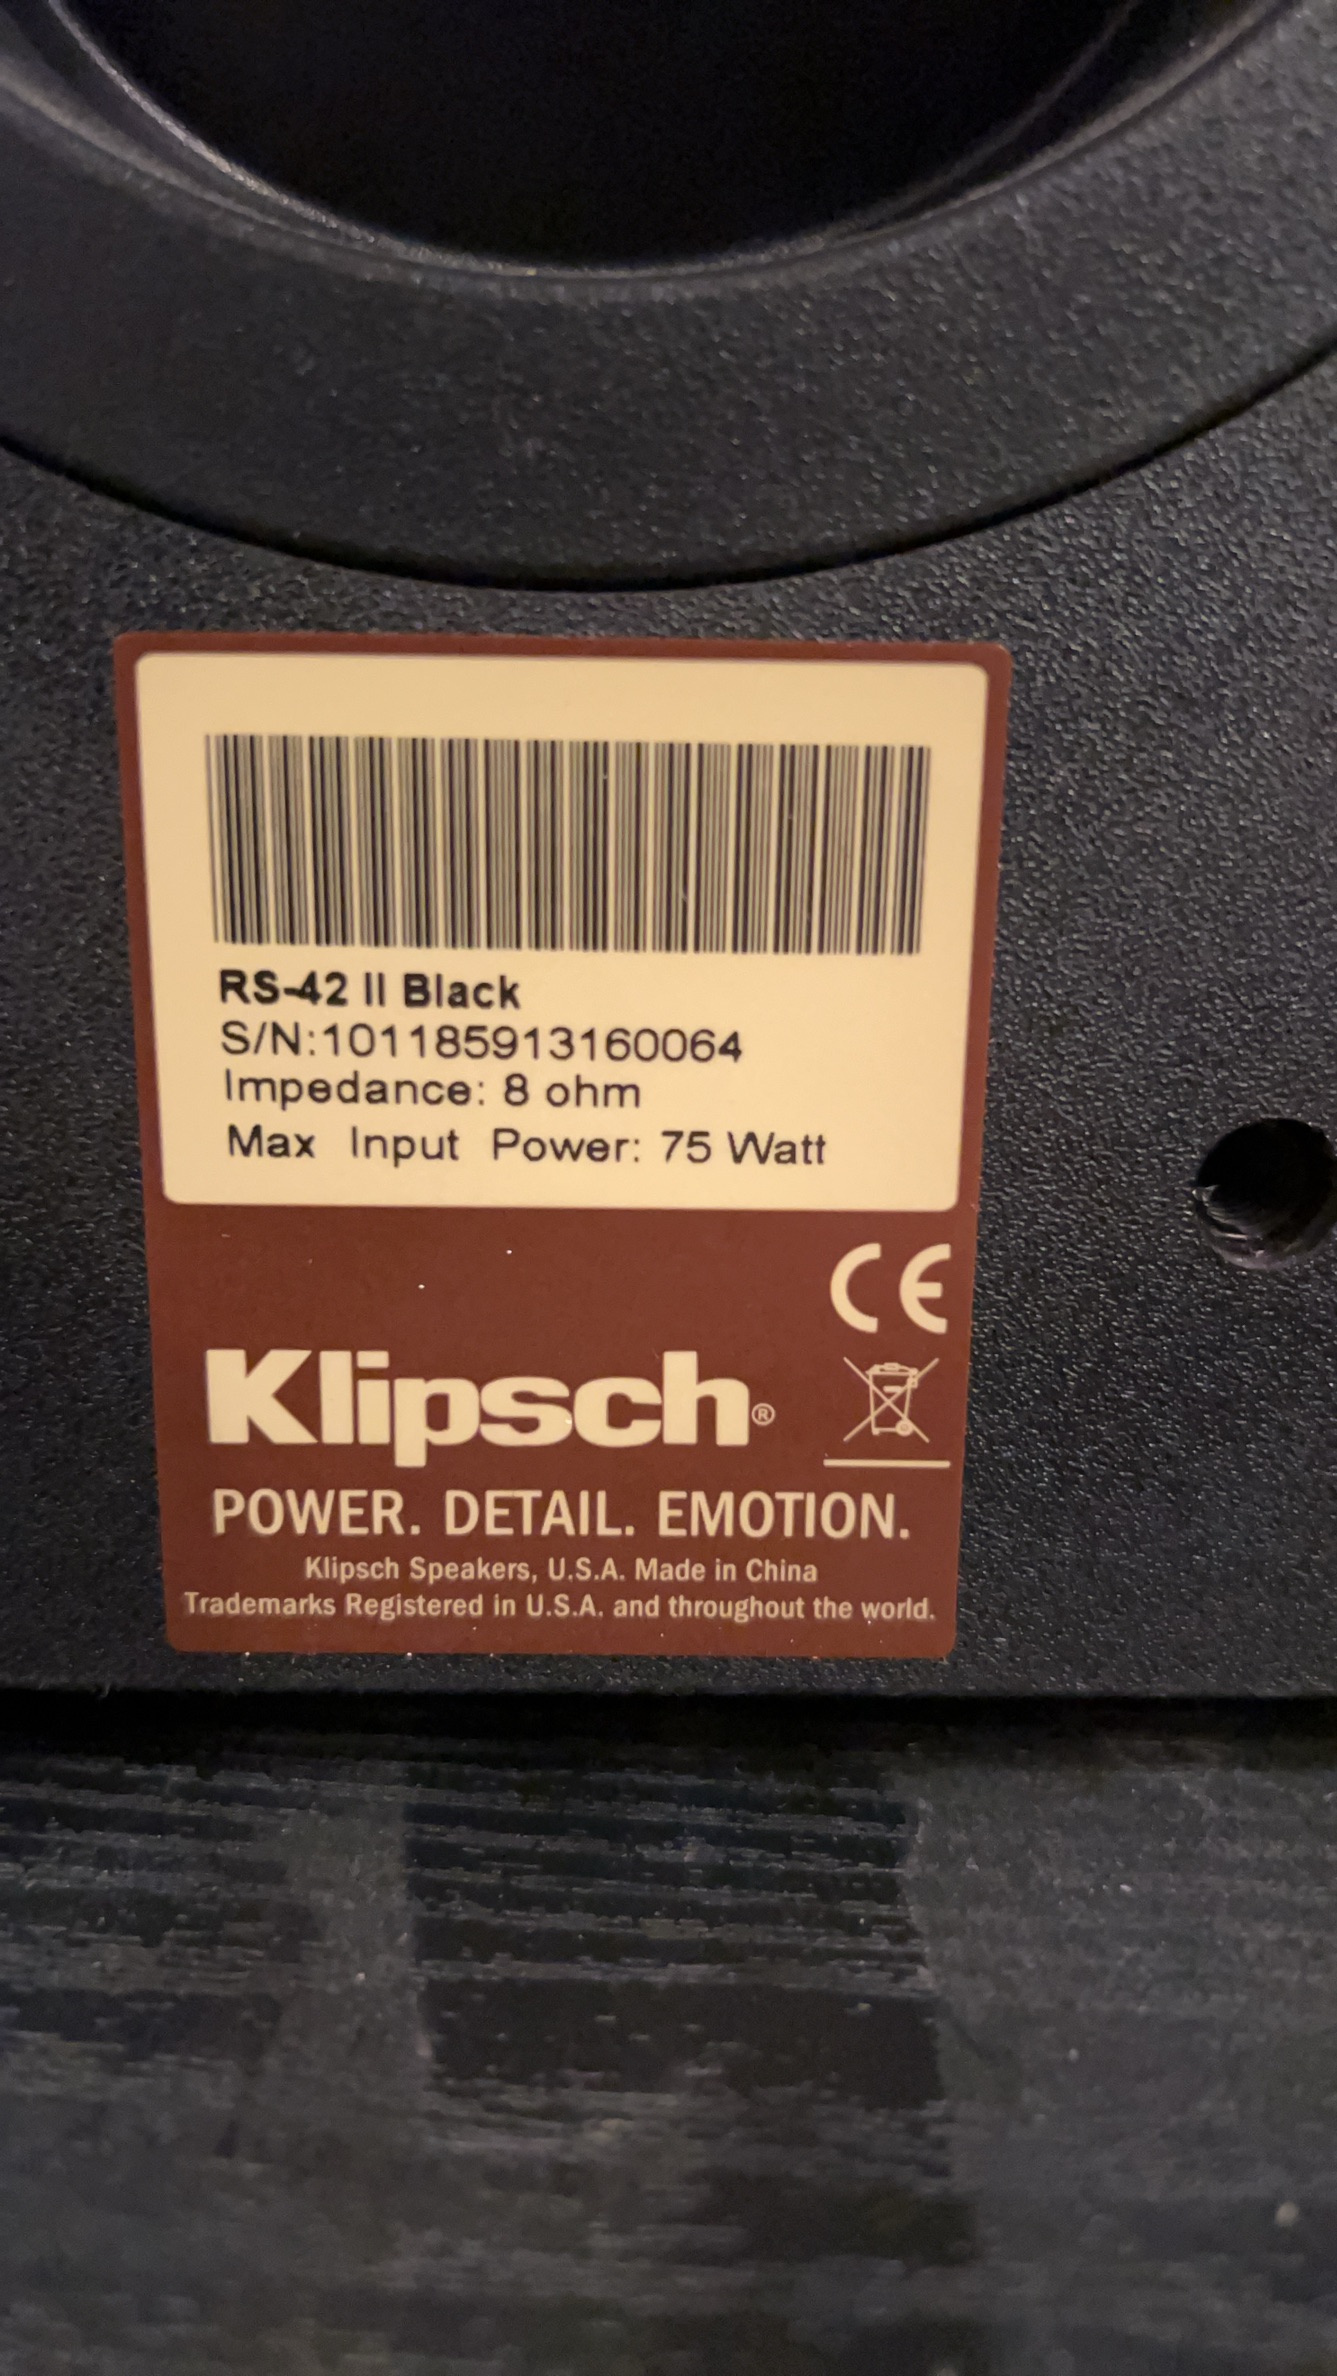 RS-42 II Black
S/N:101185913160064
Impedance: 8 ohm
Max Input Power: 75 Watt
CE
Klipsch®
POWER. DETAIL. EMOTION.
Klipsch Speakers, U.S.A. Made in China
Trademarks Registered in U.S.A. and throughout the world.